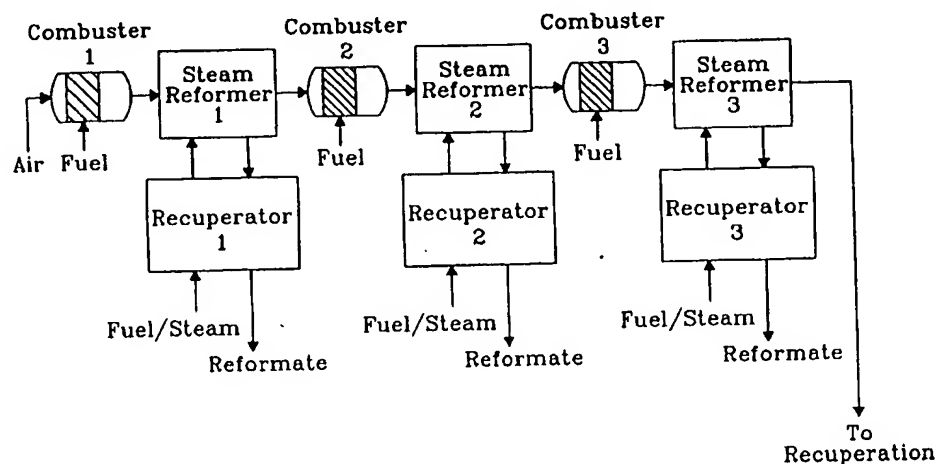 Combuster
1
Steam
Reformer
1
Air
Fuel
Recuperator
1
Fuel/Steam
Reformate
Combuster
2
Steam
Reformer
2
Fuel
Recuperator
2
Fuel/Steam
Reformate
Combuster
3
Steam
Reformer
3
Fuel
Recuperator
3
Fuel/Steam
Reformate
To
Recuperation